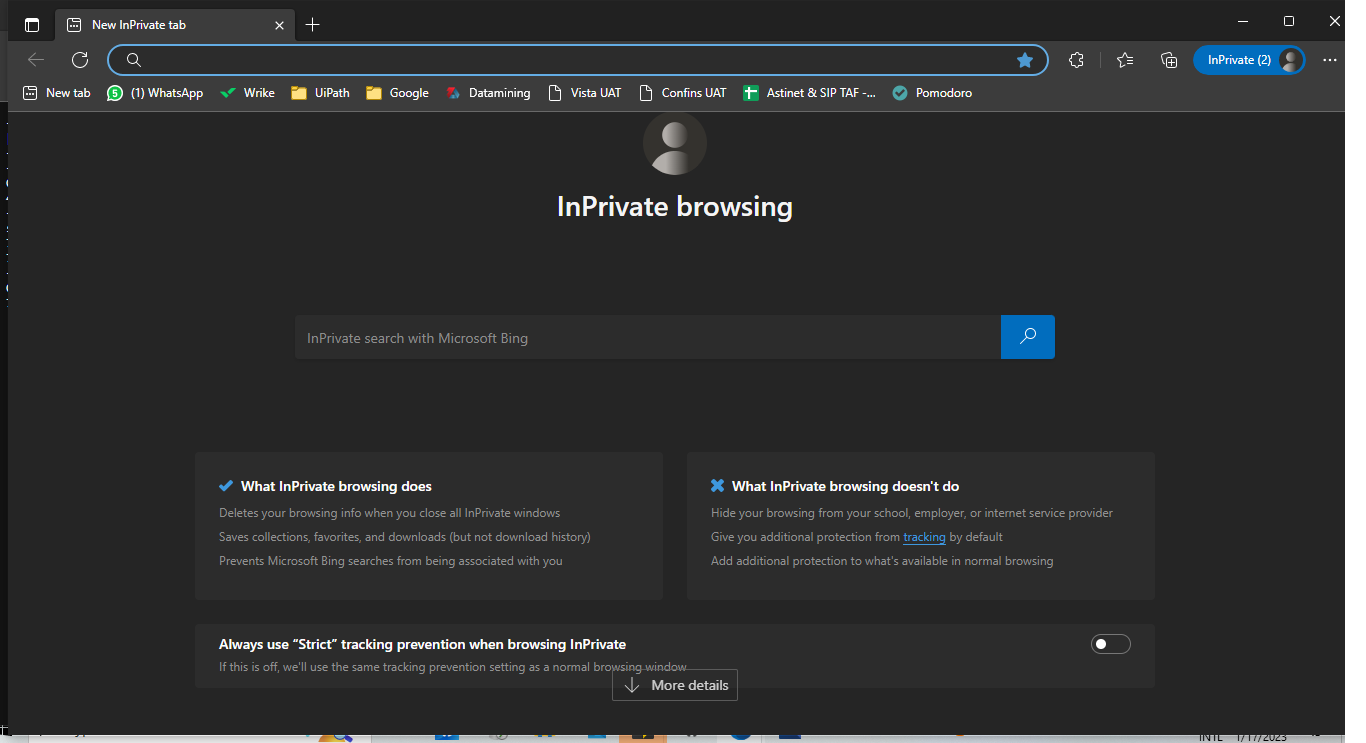 New InPrivate tab
InPrivate (2)
New tab
(1) WhatsApp
Wrike
UiPath
Google
Datamining
Vista UAT
Confins UAT
Astinet & SIP TAF -...
Pomodoro
InPrivate browsing
InPrivate search with Microsoft Bing
What InPrivate browsing does
Deletes your browsing info when you close all InPrivate windows
Saves collections, favorites, and downloads (but not download history)
Prevents Microsoft Bing searches from being associated with you
What InPrivate browsing doesn't do
Hide your browsing from your school, employer, or internet service provider
Give you additional protection from tracking by default
Add additional protection to what's available in normal browsing
Always use “Strict” tracking prevention when browsing InPrivate
If this is off, we'll use the same tracking prevention setting as a normal browsing window
More details
INTL 1/17/2023